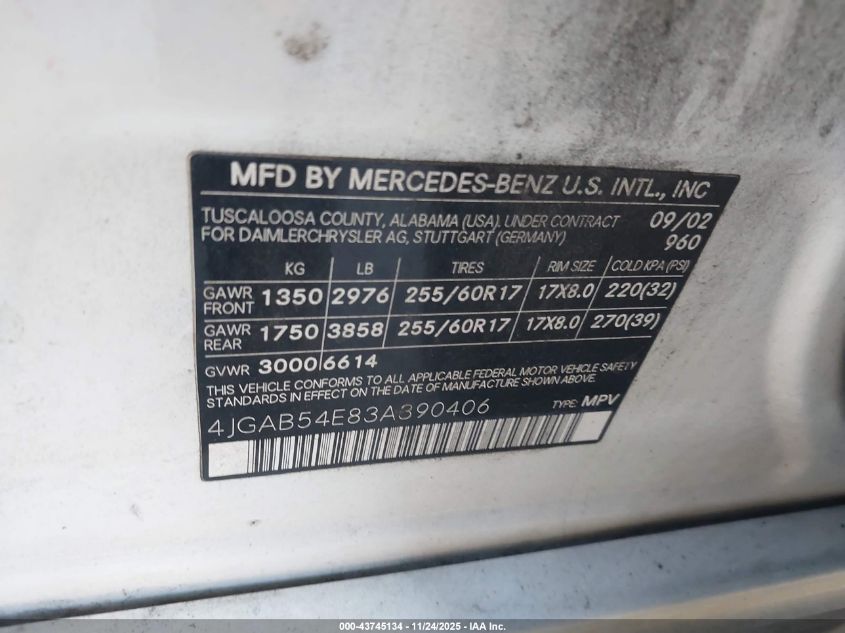 MFD BY MERCEDES-BENZ U.S. INTL., INC
TUSCALOOSA COUNTY, ALABAMA (USA). UNDER CONTRACT 09/02
FOR DAIMLERCHRYSLER AG, STUTTGART (GERMANY) 960
KG LB TIRES RIM SIZE COLD KPA (PSI)
GAWR FRONT 1350 2976 255/60R17 17X8.0 220(32)
GAWR REAR 1750 3858 255/60R17 17X8.0 270(39)
GVWR 3000 6614
THIS VEHICLE CONFORMS TO ALL APPLICABLE FEDERAL MOTOR VEHICLE SAFETY
STANDARDS IN EFFECT ON THE DATE OF MANUFACTURE SHOWN ABOVE.
4JGAB54E83A390406 TYPE: MPV
000-43745134 - 11/24/2025 - IAA Inc.